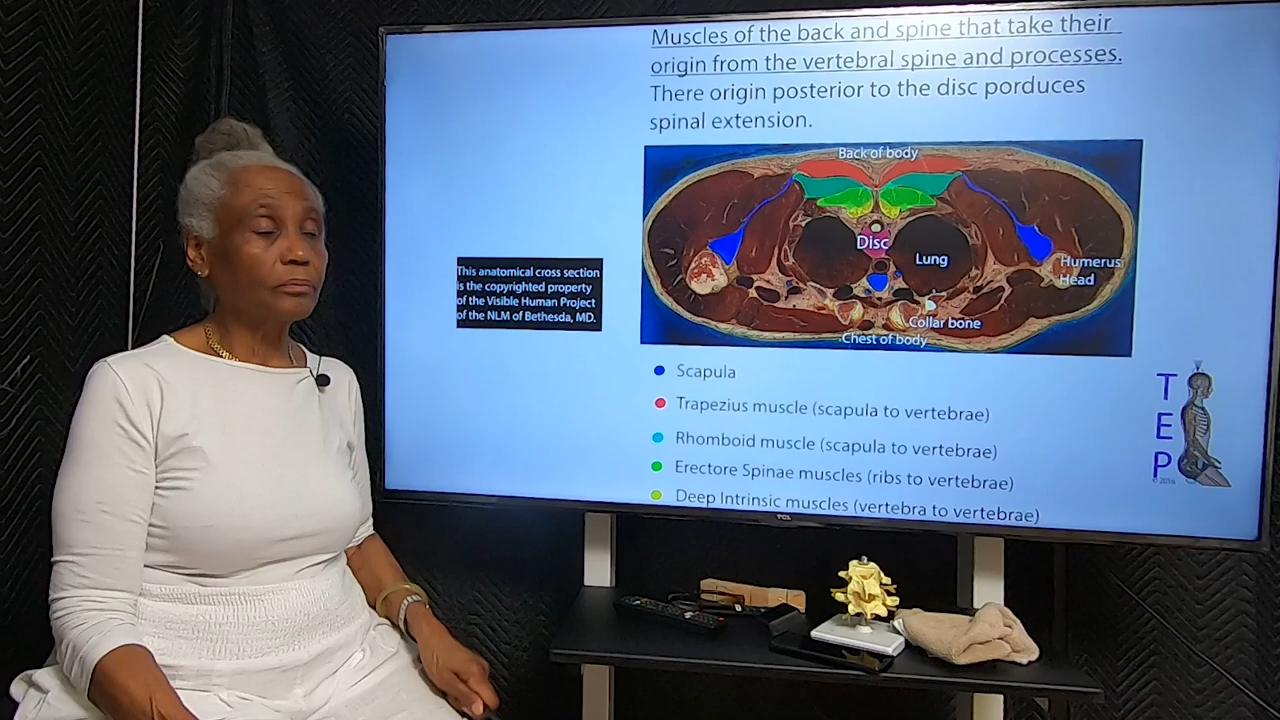 Muscles of the back and spine that take their
origin from the vertebral spine and processes.
There origin posterior to the disc porduces
spinal extension.
Back of body
Disc
Lung
Humerus
Head
Collar bone
Chest of body
This anatomical cross section
is the copyrighted property
of the Visible Human Project
of the NLM of Bethesda, MD.
Scapula
Trapezius muscle (scapula to vertebrae)
Rhomboid muscle (scapula to vertebrae)
Erectore Spinae muscles (ribs to vertebrae)
Deep Intrinsic muscles (vertebra to vertebrae)
T
E
P
TCL